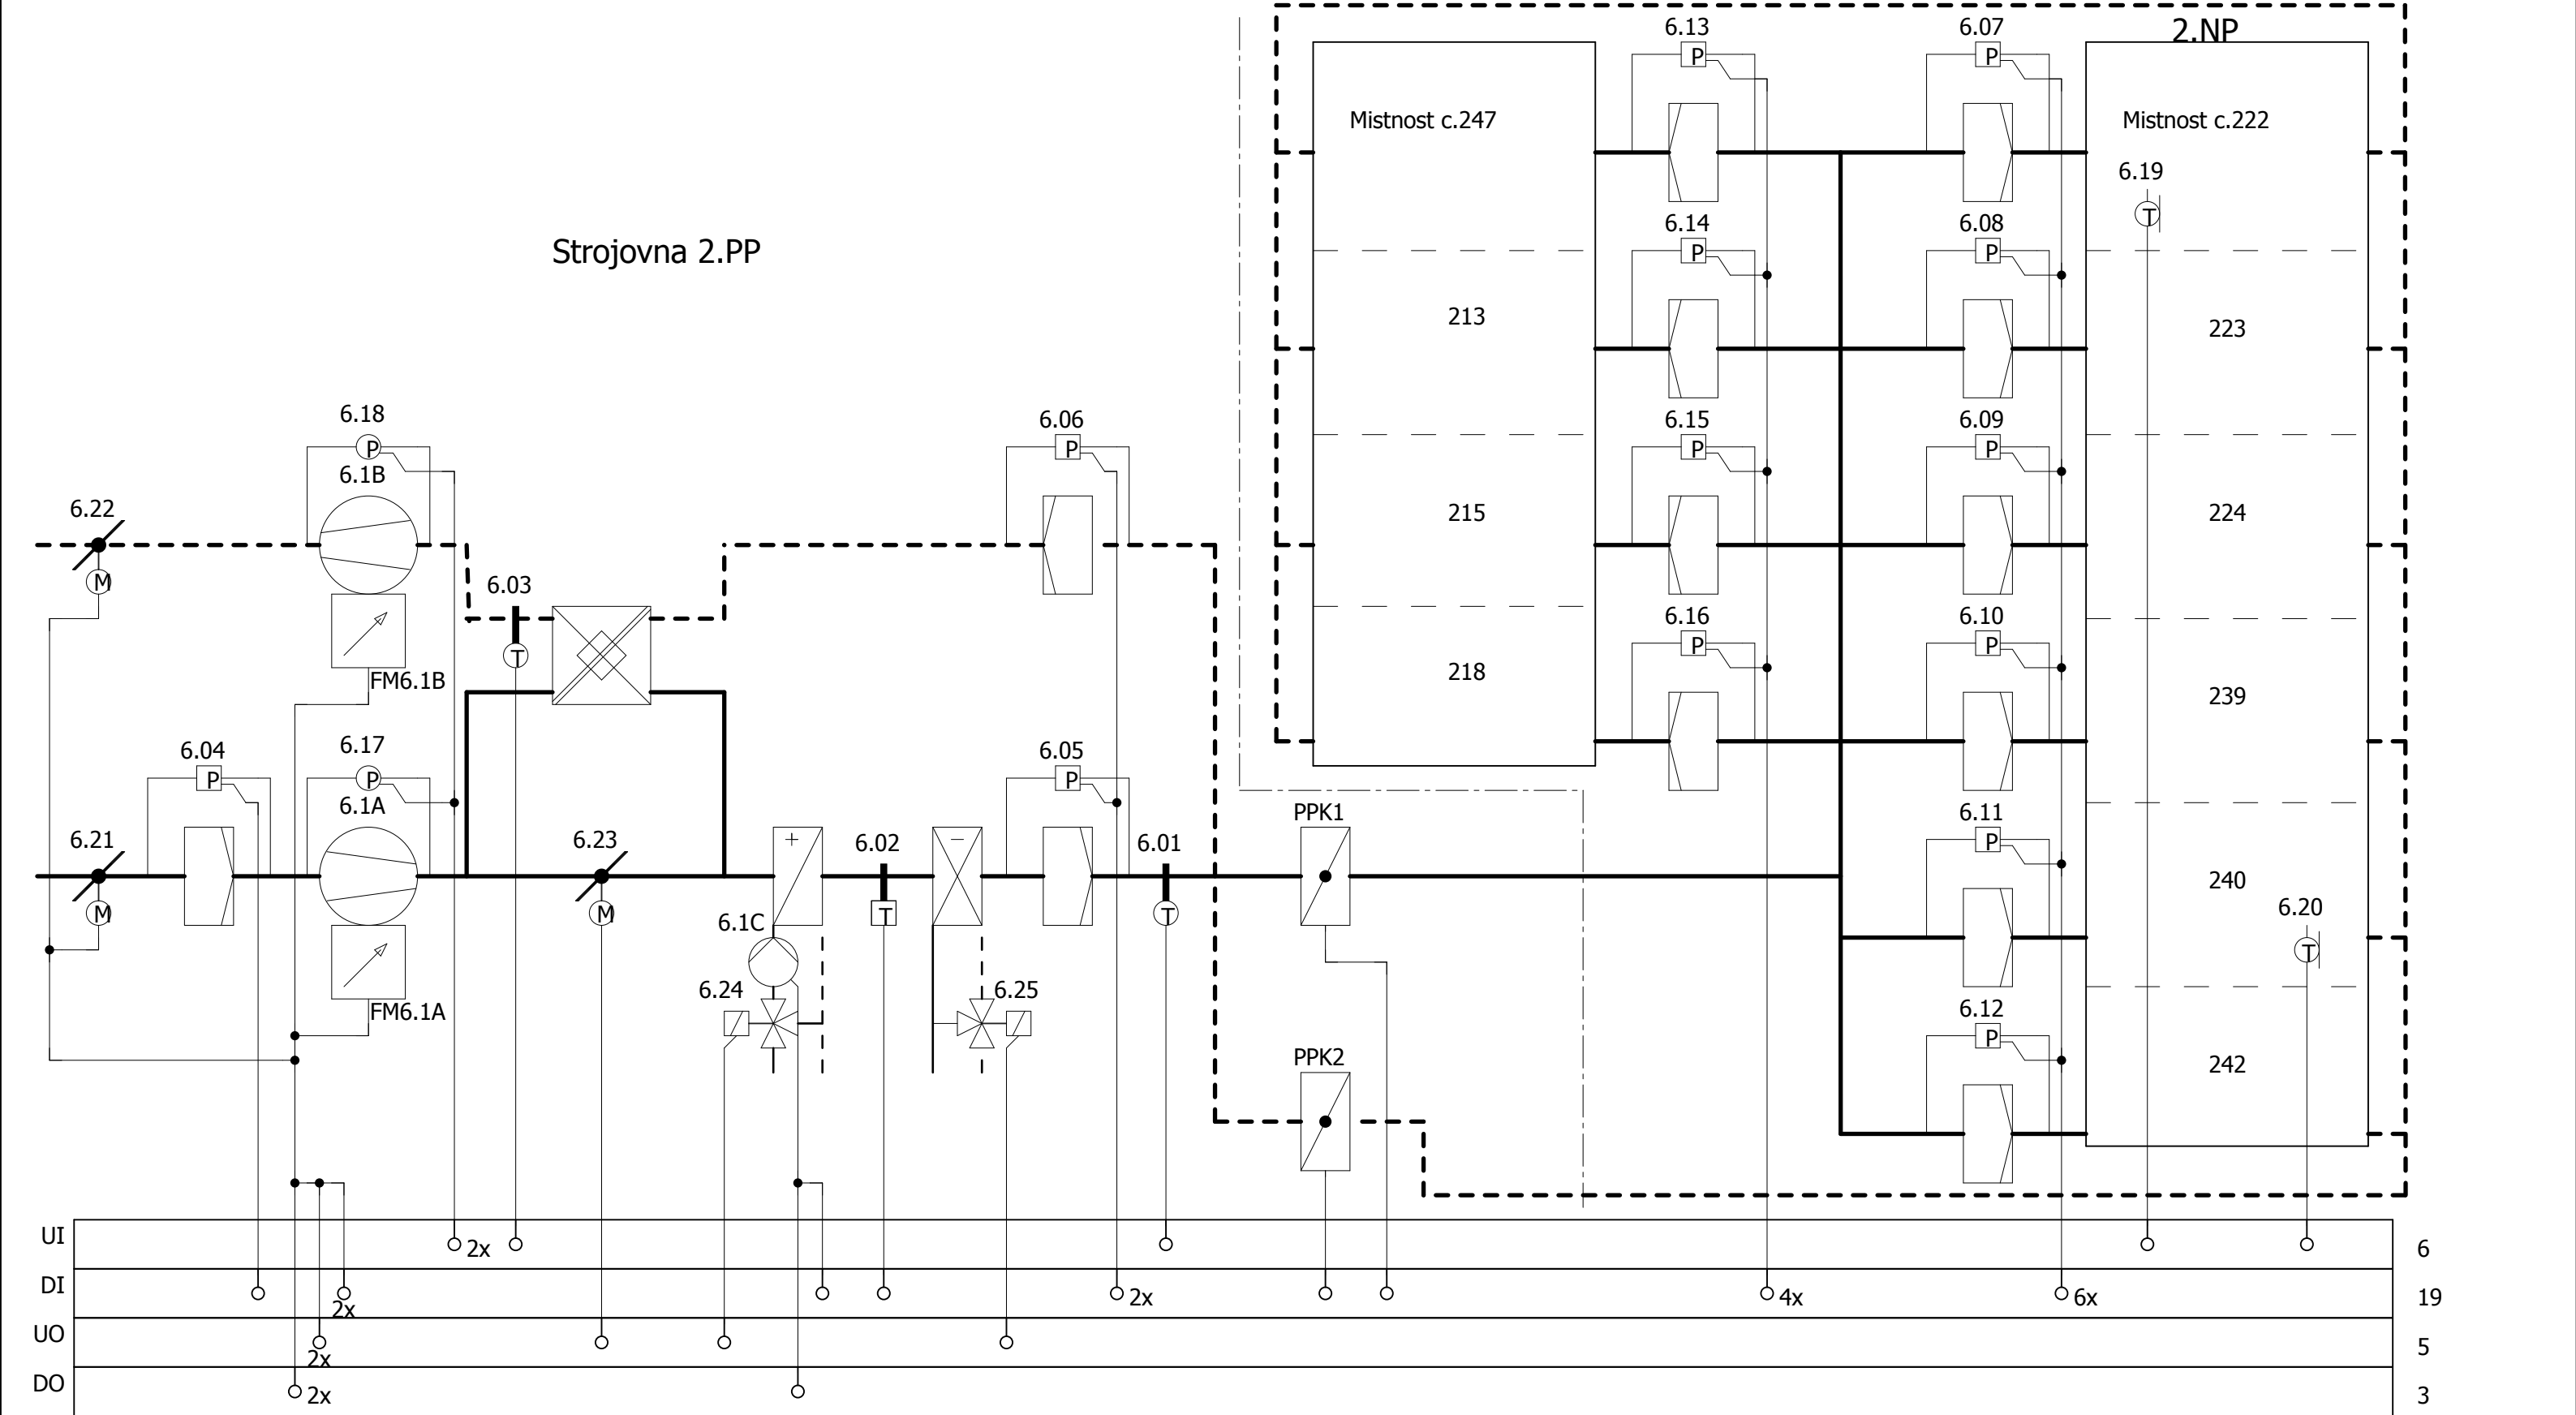 6.13
6.07
2.NP
P
P
Mistnost c.247
Mistnost c.222
6.19
T
6.14
6.08
Strojovna 2.PP
P
P
213
223
6.18
6.06
6.15
6.09
P
P
P
P
6.1B
6.22
215
224
M
6.03
T
6.16
6.10
P
P
FM6.1B
218
239
6.04
6.17
6.05
P
P
P
6.1A
PPK1
6.11
6.21
6.23
+
6.02
−
6.01
P
M
M
T
T
240
6.20
6.1C
T
6.24
6.25
FM6.1A
6.12
P
PPK2
242
UI
2x
6
DI
2x
2x
4x
6x
19
UO
2x
5
DO
2x
3